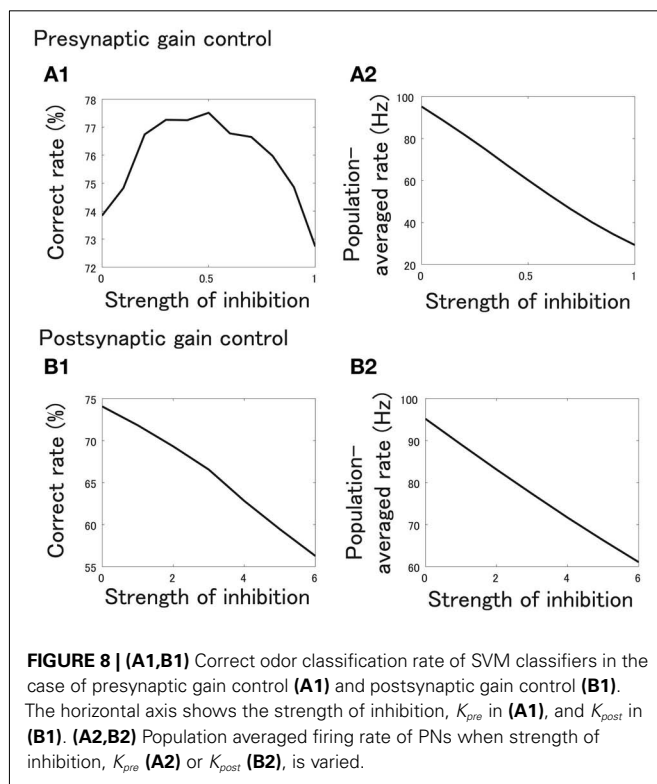 Presynaptic gain control
A1
A2
Correct rate (%)
78
77
76
75
74
73
72
0
0.5
1
Strength of inhibition
Population-
averaged rate (Hz)
100
80
60
40
20
0
0.5
1
Strength of inhibition
Postsynaptic gain control
B1
B2
Correct rate (%)
75
70
65
60
55
0
2
4
6
Strength of inhibition
Population-
averaged rate (Hz)
100
90
80
70
60
0
2
4
6
Strength of inhibition
FIGURE 8 | (A1,B1) Correct odor classification rate of SVM classifiers in the
case of presynaptic gain control (A1) and postsynaptic gain control (B1).
The horizontal axis shows the strength of inhibition, Kpre in (A1), and Kpost in
(B1). (A2,B2) Population averaged firing rate of PNs when strength of
inhibition, Kpre (A2) or Kpost (B2), is varied.